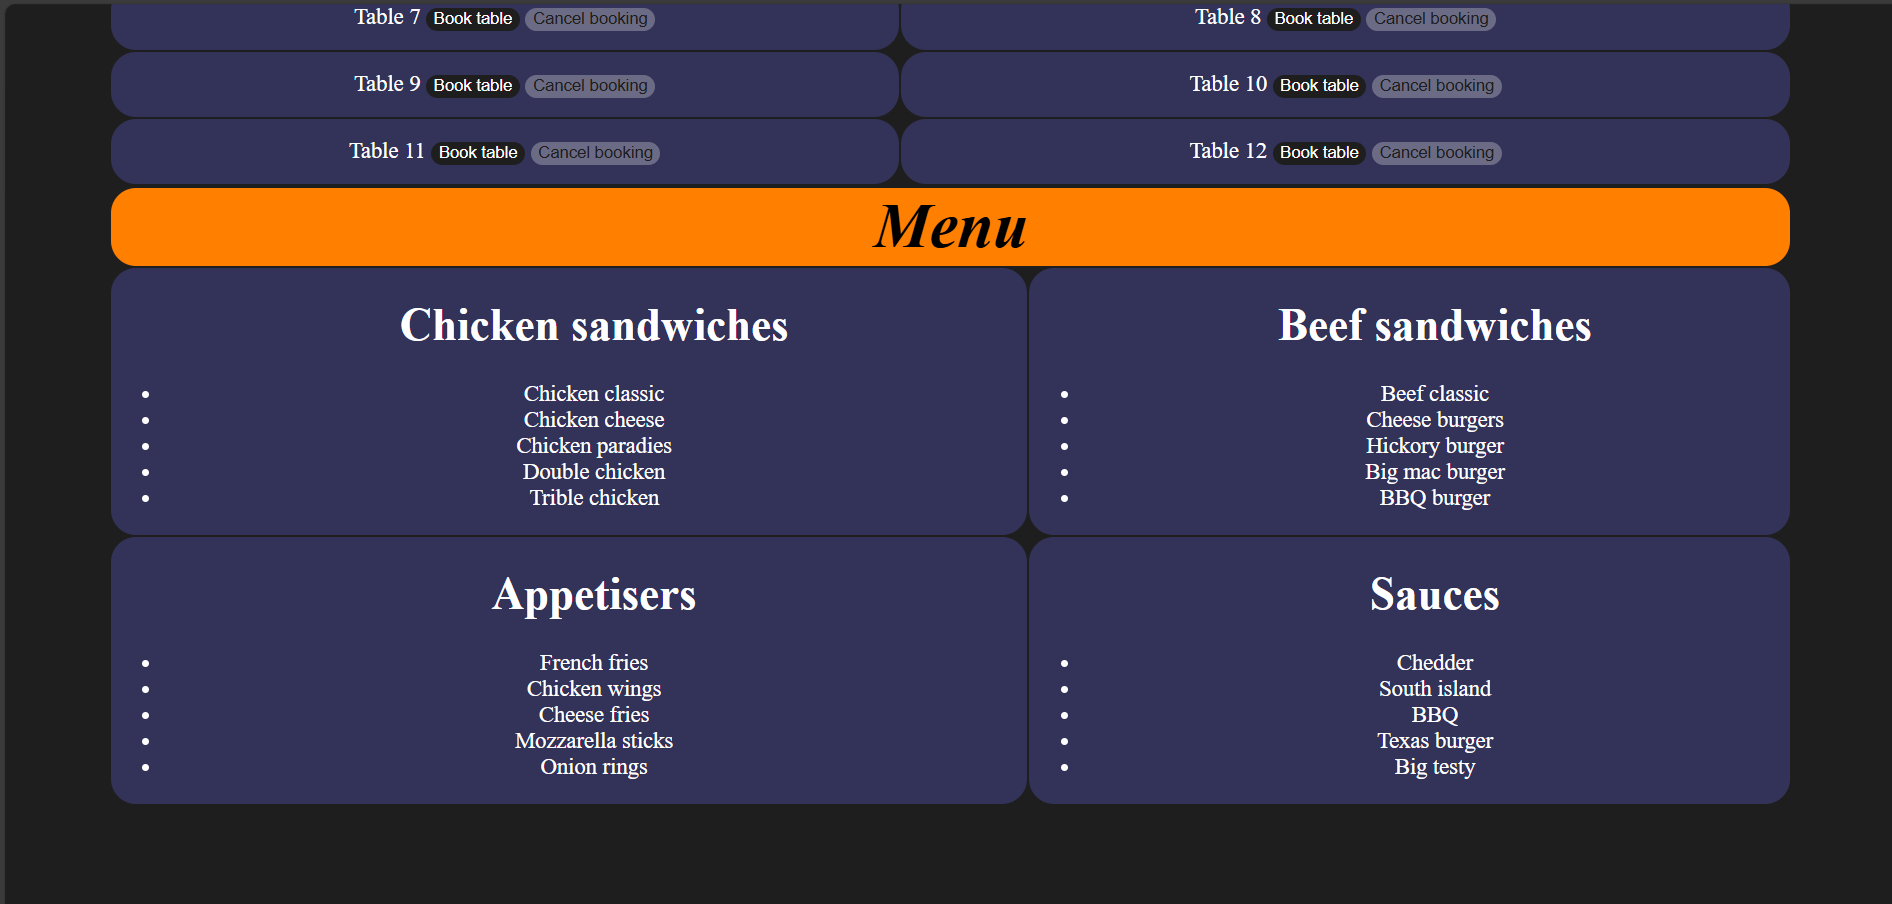 Table 7 Book table Cancel booking
Table 8 Book table Cancel booking
Table 9 Book table Cancel booking
Table 10 Book table Cancel booking
Table 11 Book table Cancel booking
Table 12 Book table Cancel booking
Menu
Chicken sandwiches
Chicken classic
Chicken cheese
Chicken paradies
Double chicken
Trible chicken
Beef sandwiches
Beef classic
Cheese burgers
Hickory burger
Big mac burger
BBQ burger
Appetisers
French fries
Chicken wings
Cheese fries
Mozzarella sticks
Onion rings
Sauces
Chedder
South island
BBQ
Texas burger
Big testy